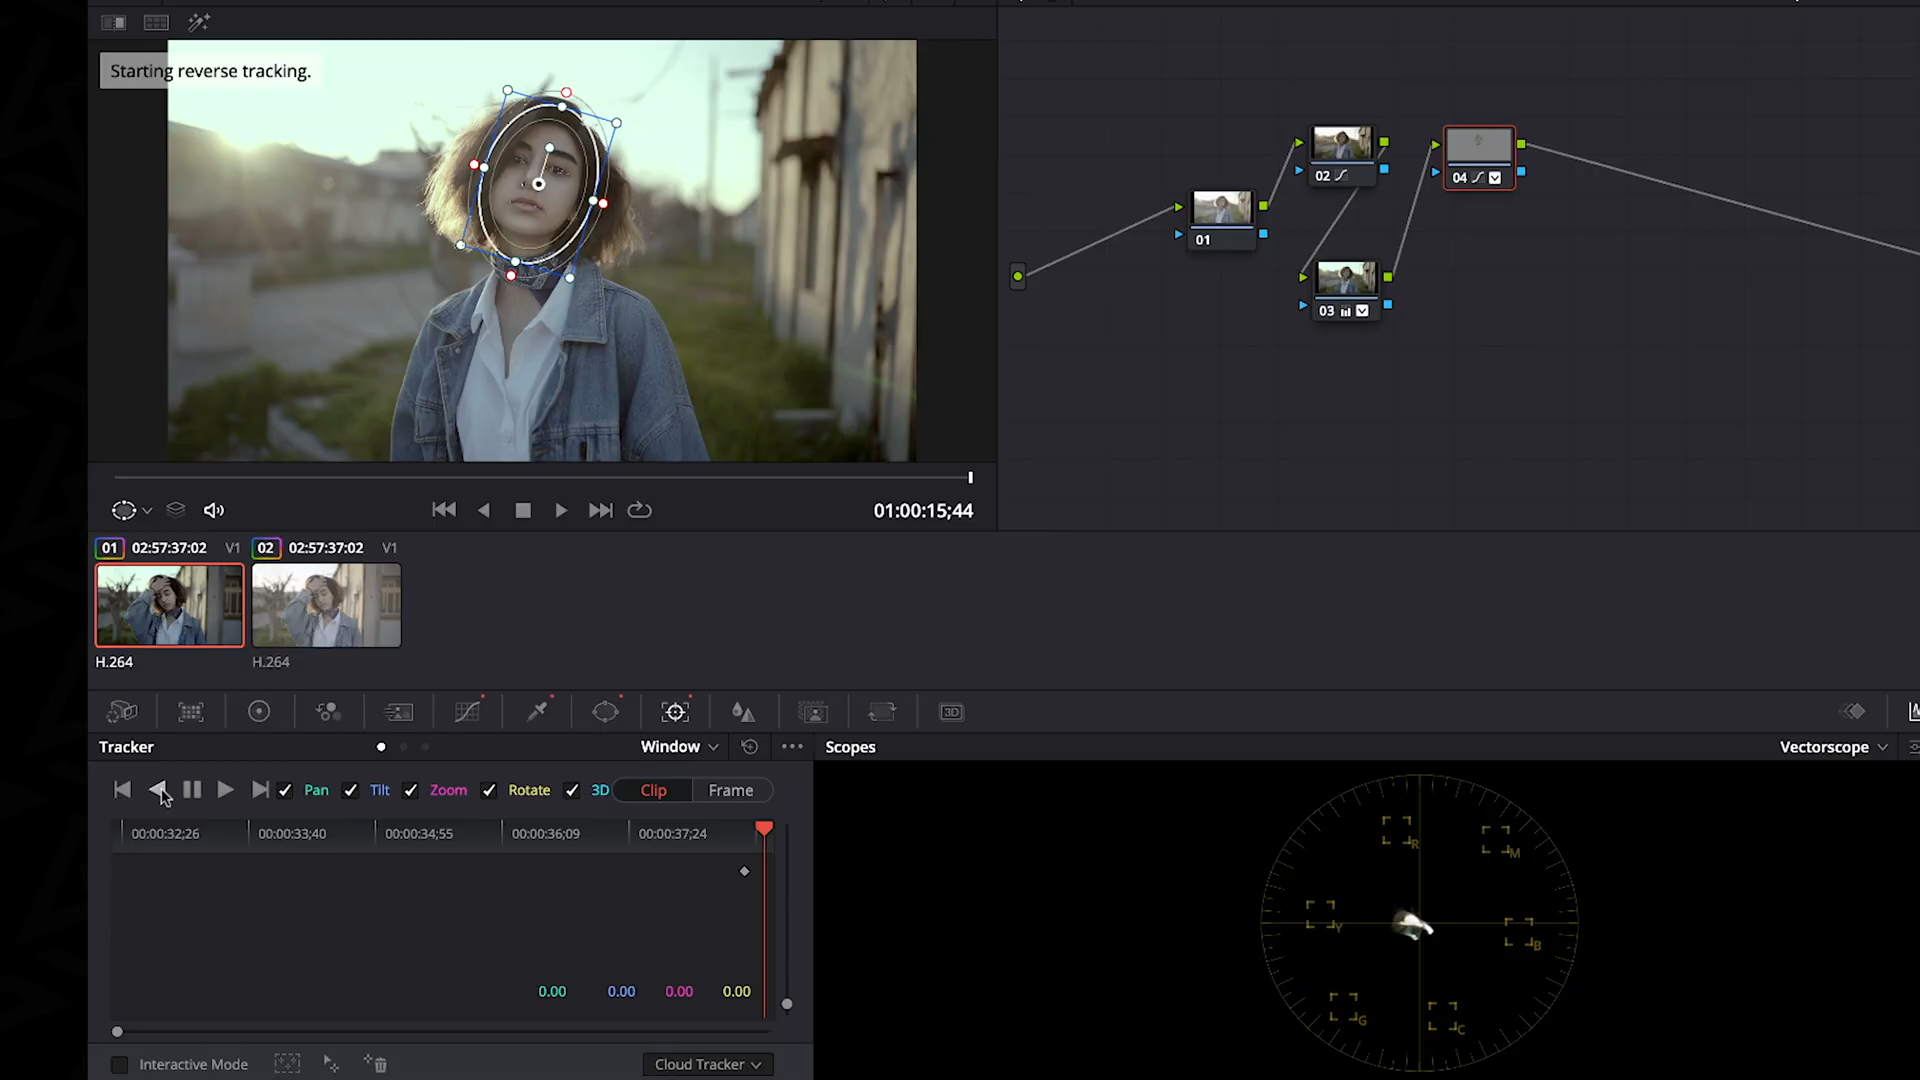 Starting reverse tracking.
02
04
01
03
01:00:15;44
01 02:57:37:02 V1
02 02:57:37:02 V1
H.264
H.264
3D
Tracker
Window
Scopes
Vectorscope
Pan Tilt Zoom Rotate 3D Clip Frame
00:00:32;26 00:00:33;40 00:00:34;55 00:00:36;09 00:00:37;24
0.00 0.00 0.00 0.00
R
M
Y
B
G
C
Interactive Mode
Cloud Tracker